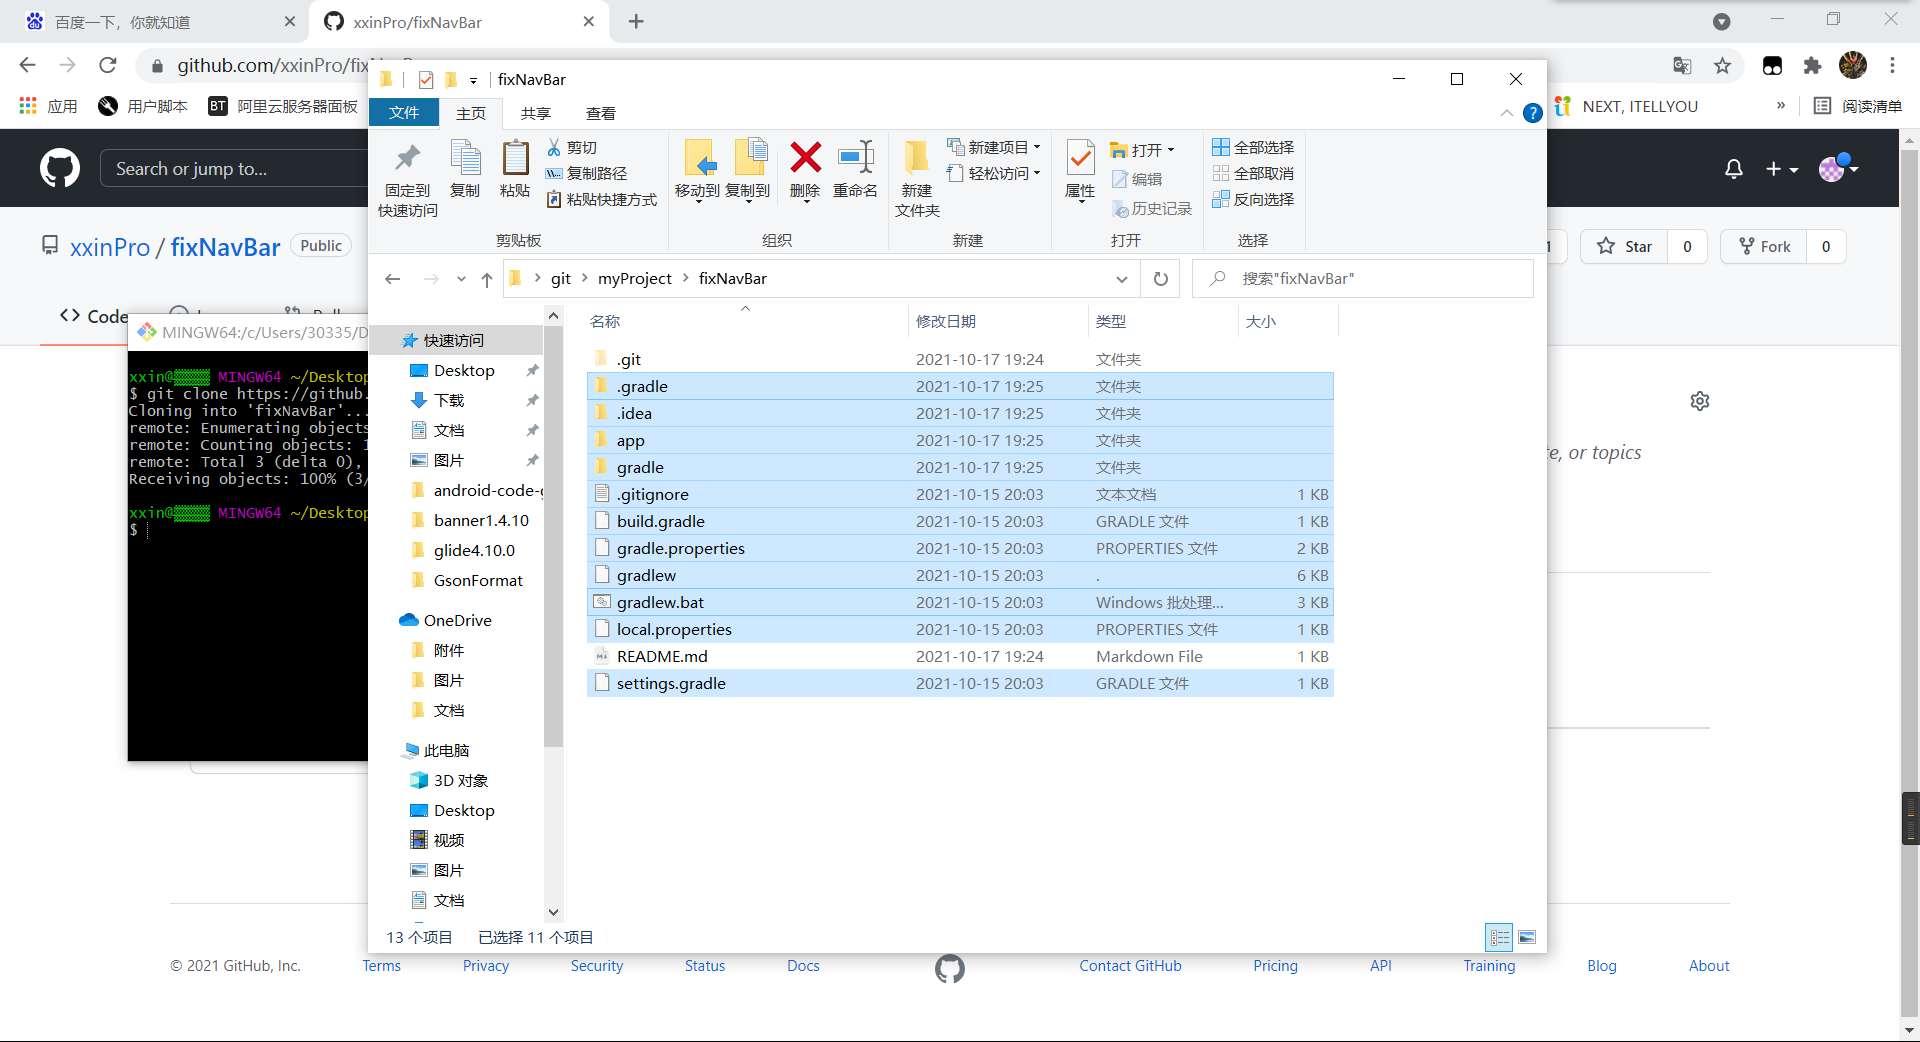 百度一下，你就知道
xxinPro/fixNavBar
github.com/xxinPro/fix
应用
用户脚本
BT
阿里云服务器面板
NEXT, ITELLYOU
»
阅读清单
Search or jump to...
xxinPro / fixNavBar Public
1
Star 0
Fork 0
<> Code
e, or topics
MINGW64:/c/Users/30335/D
xxin@ MINGW64 ~/Desktop
$ git clone https://github.
Cloning into 'fixNavBar'...
remote: Enumerating objects
remote: Counting objects: 1
remote: Total 3 (delta 0),
Receiving objects: 100% (3/
xxin@ MINGW64 ~/Desktop
$
fixNavBar
文件 主页 共享 查看
固定到
快速访问
复制
粘贴
剪切
复制路径
粘贴快捷方式
剪贴板
移动到
复制到
删除
重命名
组织
新建
文件夹
新建项目
轻松访问
新建
属性
打开
编辑
历史记录
打开
全部选择
全部取消
反向选择
选择
git > myProject > fixNavBar
搜索"fixNavBar"
快速访问
Desktop
下载
文档
图片
android-code-g
banner1.4.10
glide4.10.0
GsonFormat
OneDrive
附件
图片
文档
此电脑
3D 对象
Desktop
视频
图片
文档
名称 修改日期 类型 大小
.git 2021-10-17 19:24 文件夹
.gradle 2021-10-17 19:25 文件夹
.idea 2021-10-17 19:25 文件夹
app 2021-10-17 19:25 文件夹
gradle 2021-10-17 19:25 文件夹
.gitignore 2021-10-15 20:03 文本文档 1 KB
build.gradle 2021-10-15 20:03 GRADLE 文件 1 KB
gradle.properties 2021-10-15 20:03 PROPERTIES 文件 2 KB
gradlew 2021-10-15 20:03 . 6 KB
gradlew.bat 2021-10-15 20:03 Windows 批处理... 3 KB
local.properties 2021-10-15 20:03 PROPERTIES 文件 1 KB
README.md 2021-10-17 19:24 Markdown File 1 KB
settings.gradle 2021-10-15 20:03 GRADLE 文件 1 KB
13 个项目 已选择 11 个项目
© 2021 GitHub, Inc. Terms Privacy Security Status Docs Contact GitHub Pricing API Training Blog About